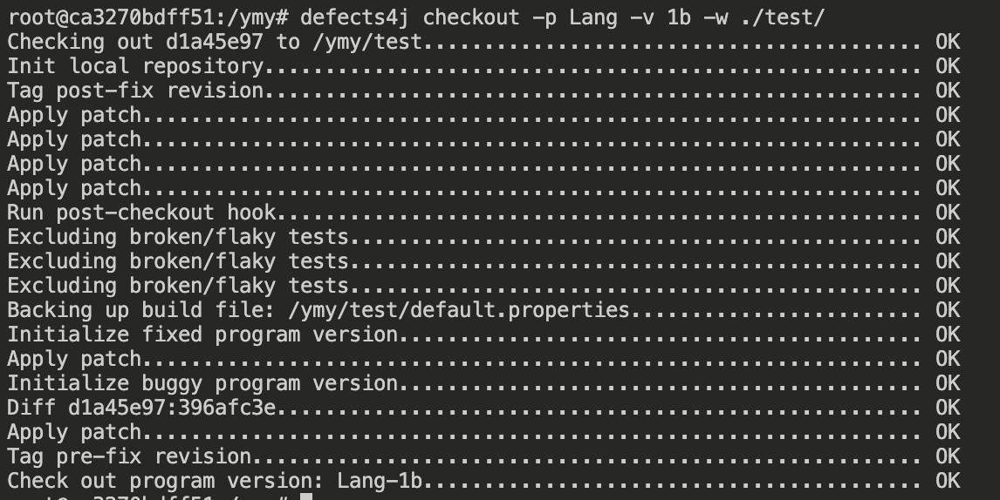 root@ca3270bdff51:/ymy# defects4j checkout -p Lang -v 1b -w ./test/
Checking out d1a45e97 to /ymy/test......................................... OK
Init local repository...................................................... OK
Tag post-fix revision...................................................... OK
Apply patch................................................................ OK
Apply patch................................................................ OK
Apply patch................................................................ OK
Apply patch................................................................ OK
Run post-checkout hook..................................................... OK
Excluding broken/flaky tests............................................... OK
Excluding broken/flaky tests............................................... OK
Excluding broken/flaky tests............................................... OK
Backing up build file: /ymy/test/default.properties........................ OK
Initialize fixed program version........................................... OK
Apply patch................................................................ OK
Initialize buggy program version........................................... OK
Diff d1a45e97:396afc3e..................................................... OK
Apply patch................................................................ OK
Tag pre-fix revision....................................................... OK
Check out program version: Lang-1b......................................... OK
root@ca3270bdff51:/ymy#